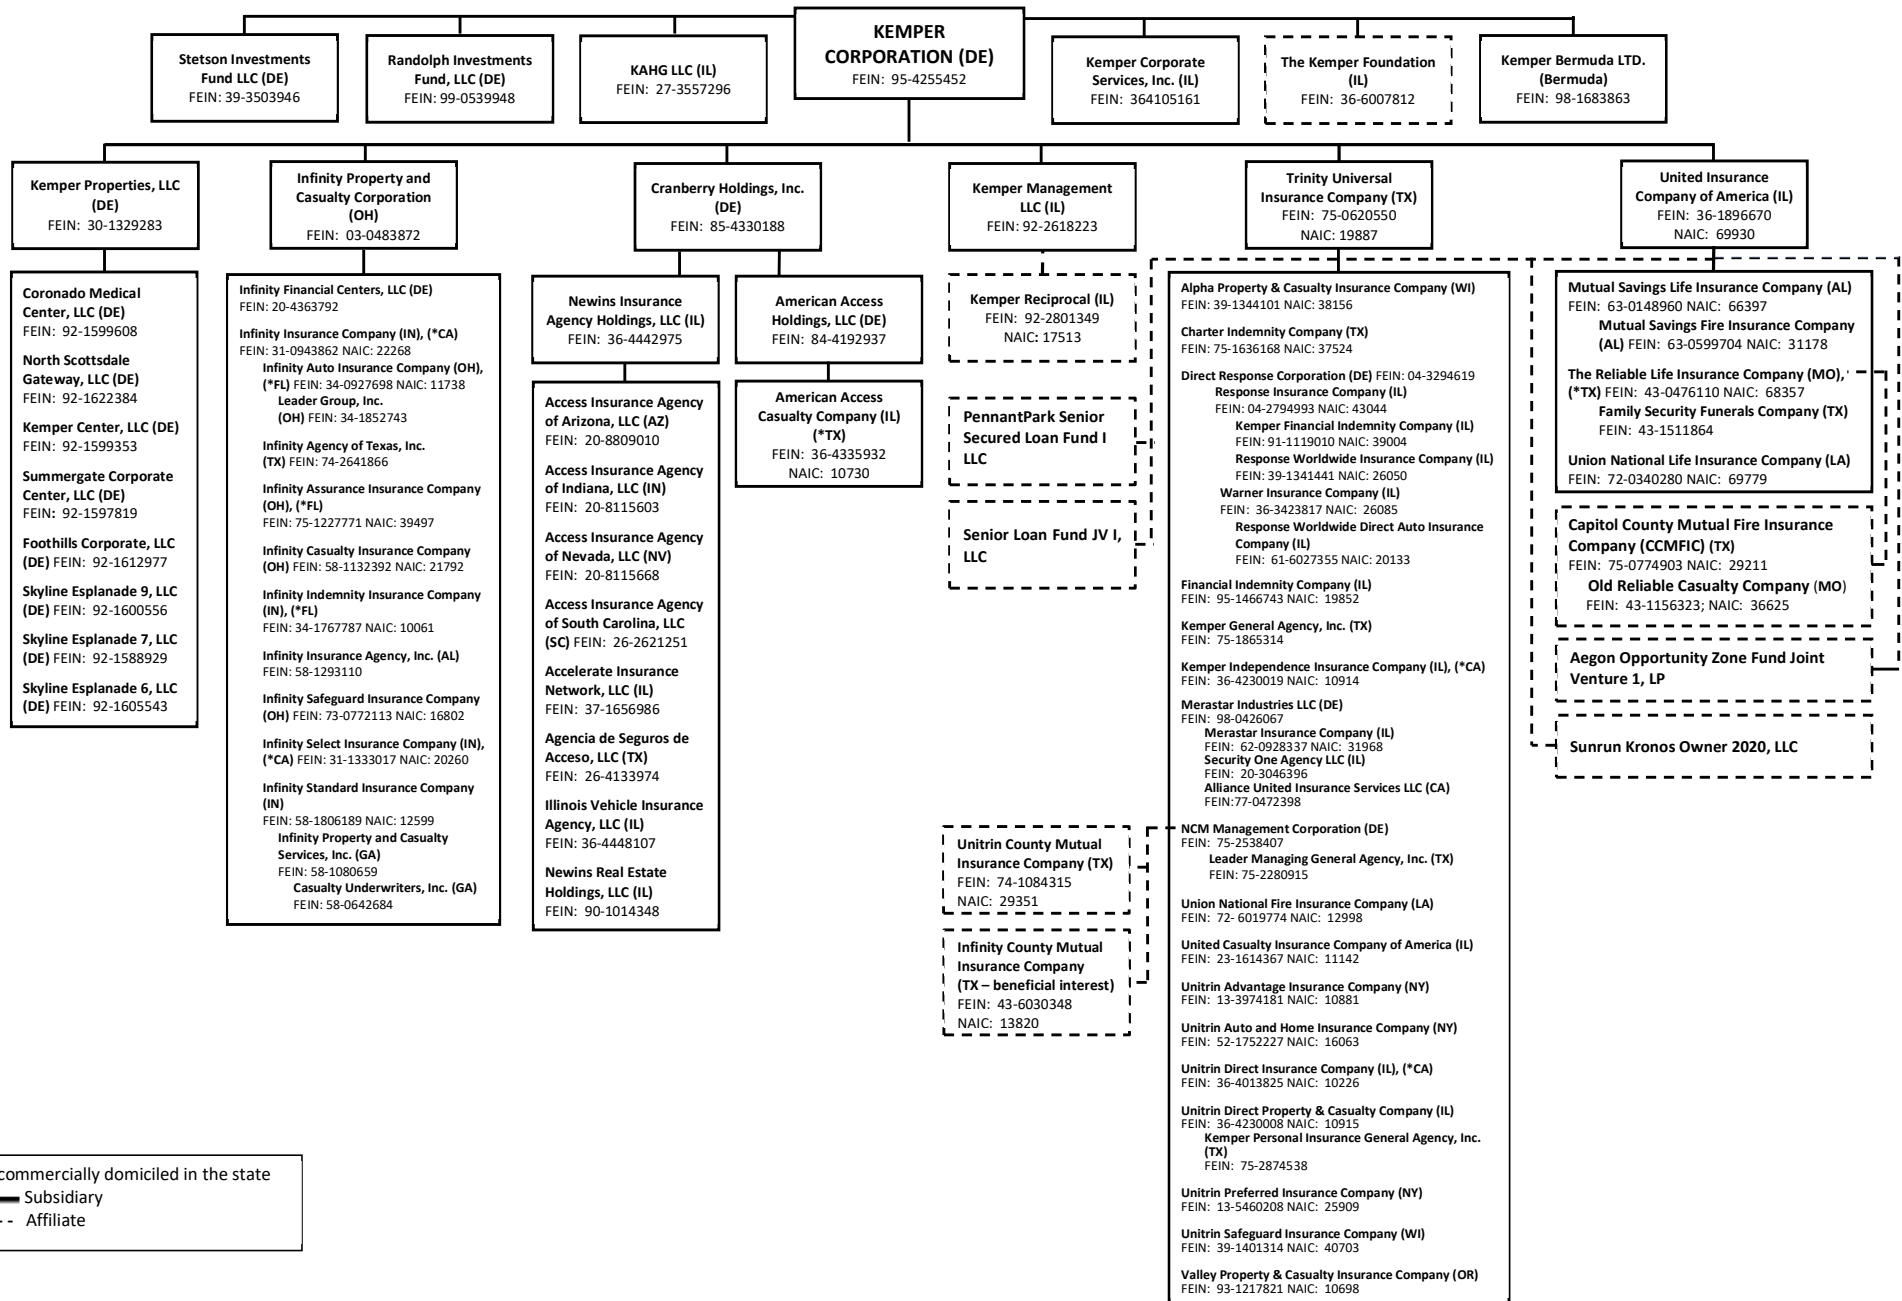 KEMPER
CORPORATION (DE)
FEIN: 95-4255452
Stetson Investments
Fund LLC (DE)
FEIN: 39-3503946
Randolph Investments
Fund, LLC (DE)
FEIN: 99-0539948
KAHG LLC (IL)
FEIN: 27-3557296
Kemper Corporate
Services, Inc. (IL)
FEIN: 364105161
The Kemper Foundation
(IL)
FEIN: 36-6007812
Kemper Bermuda LTD.
(Bermuda)
FEIN: 98-1683863
Kemper Properties, LLC
(DE)
FEIN: 30-1329283
Infinity Property and
Casualty Corporation
(OH)
FEIN: 03-0483872
Cranberry Holdings, Inc.
(DE)
FEIN: 85-4330188
Kemper Management
LLC (IL)
FEIN: 92-2618223
Trinity Universal
Insurance Company (TX)
FEIN: 75-0620550
NAIC: 19887
United Insurance
Company of America (IL)
FEIN: 36-1896670
NAIC: 69930
Coronado Medical
Center, LLC (DE)
FEIN: 92-1599608
North Scottsdale
Gateway, LLC (DE)
FEIN: 92-1622384
Kemper Center, LLC (DE)
FEIN: 92-1599353
Summergate Corporate
Center, LLC (DE)
FEIN: 92-1597819
Foothills Corporate, LLC
(DE) FEIN: 92-1612977
Skyline Esplanade 9, LLC
(DE) FEIN: 92-1600556
Skyline Esplanade 7, LLC
(DE) FEIN: 92-1588929
Skyline Esplanade 6, LLC
(DE) FEIN: 92-1605543
Infinity Financial Centers, LLC (DE)
FEIN: 20-4363792
Infinity Insurance Company (IN), (*CA)
FEIN: 31-0943862 NAIC: 22268
Infinity Auto Insurance Company (OH),
(*FL) FEIN: 34-0927698 NAIC: 11738
Leader Group, Inc.
(OH) FEIN: 34-1852743
Infinity Agency of Texas, Inc.
(TX) FEIN: 74-2641866
Infinity Assurance Insurance Company
(OH), (*FL)
FEIN: 75-1227771 NAIC: 39497
Infinity Casualty Insurance Company
(OH) FEIN: 58-1132392 NAIC: 21792
Infinity Indemnity Insurance Company
(IN), (*FL)
FEIN: 34-1767787 NAIC: 10061
Infinity Insurance Agency, Inc. (AL)
FEIN: 58-1293110
Infinity Safeguard Insurance Company
(OH) FEIN: 73-0772113 NAIC: 16802
Infinity Select Insurance Company (IN),
(*CA) FEIN: 31-1333017 NAIC: 20260
Infinity Standard Insurance Company
(IN)
FEIN: 58-1806189 NAIC: 12599
Infinity Property and Casualty
Services, Inc. (GA)
FEIN: 58-1080659
Casualty Underwriters, Inc. (GA)
FEIN: 58-0642684
Newins Insurance
Agency Holdings, LLC (IL)
FEIN: 36-4442975
American Access
Holdings, LLC (DE)
FEIN: 84-4192937
Access Insurance Agency
of Arizona, LLC (AZ)
FEIN: 20-8809010
Access Insurance Agency
of Indiana, LLC (IN)
FEIN: 20-8115603
Access Insurance Agency
of Nevada, LLC (NV)
FEIN: 20-8115668
Access Insurance Agency
of South Carolina, LLC
(SC) FEIN: 26-2621251
Accelerate Insurance
Network, LLC (IL)
FEIN: 37-1656986
Agencia de Seguros de
Acceso, LLC (TX)
FEIN: 26-4133974
Illinois Vehicle Insurance
Agency, LLC (IL)
FEIN: 36-4448107
Newins Real Estate
Holdings, LLC (IL)
FEIN: 90-1014348
American Access
Casualty Company (IL)
(*TX)
FEIN: 36-4335932
NAIC: 10730
Kemper Reciprocal (IL)
FEIN: 92-2801349
NAIC: 17513
PennantPark Senior
Secured Loan Fund I
LLC
Senior Loan Fund JV I,
LLC
Unitrin County Mutual
Insurance Company (TX)
FEIN: 74-1084315
NAIC: 29351
Infinity County Mutual
Insurance Company
(TX – beneficial interest)
FEIN: 43-6030348
NAIC: 13820
Alpha Property & Casualty Insurance Company (WI)
FEIN: 39-1344101 NAIC: 38156
Charter Indemnity Company (TX)
FEIN: 75-1636168 NAIC: 37524
Direct Response Corporation (DE) FEIN: 04-3294619
Response Insurance Company (IL)
FEIN: 04-2794993 NAIC: 43044
Kemper Financial Indemnity Company (IL)
FEIN: 91-1119010 NAIC: 39004
Response Worldwide Insurance Company (IL)
FEIN: 39-1341441 NAIC: 26050
Warner Insurance Company (IL)
FEIN: 36-3423817 NAIC: 26085
Response Worldwide Direct Auto Insurance
Company (IL)
FEIN: 61-6027355 NAIC: 20133
Financial Indemnity Company (IL)
FEIN: 95-1466743 NAIC: 19852
Kemper General Agency, Inc. (TX)
FEIN: 75-1865314
Kemper Independence Insurance Company (IL), (*CA)
FEIN: 36-4230019 NAIC: 10914
Merastar Industries LLC (DE)
FEIN: 98-0426067
Merastar Insurance Company (IL)
FEIN: 62-0928337 NAIC: 31968
Security One Agency LLC (IL)
FEIN: 20-3046396
Alliance United Insurance Services LLC (CA)
FEIN:77-0472398
NCM Management Corporation (DE)
FEIN: 75-2538407
Leader Managing General Agency, Inc. (TX)
FEIN: 75-2280915
Union National Fire Insurance Company (LA)
FEIN: 72- 6019774 NAIC: 12998
United Casualty Insurance Company of America (IL)
FEIN: 23-1614367 NAIC: 11142
Unitrin Advantage Insurance Company (NY)
FEIN: 13-3974181 NAIC: 10881
Unitrin Auto and Home Insurance Company (NY)
FEIN: 52-1752227 NAIC: 16063
Unitrin Direct Insurance Company (IL), (*CA)
FEIN: 36-4013825 NAIC: 10226
Unitrin Direct Property & Casualty Company (IL)
FEIN: 36-4230008 NAIC: 10915
Kemper Personal Insurance General Agency, Inc.
(TX)
FEIN: 75-2874538
Unitrin Preferred Insurance Company (NY)
FEIN: 13-5460208 NAIC: 25909
Unitrin Safeguard Insurance Company (WI)
FEIN: 39-1401314 NAIC: 40703
Valley Property & Casualty Insurance Company (OR)
FEIN: 93-1217821 NAIC: 10698
Mutual Savings Life Insurance Company (AL)
FEIN: 63-0148960 NAIC: 66397
Mutual Savings Fire Insurance Company
(AL) FEIN: 63-0599704 NAIC: 31178
The Reliable Life Insurance Company (MO),
(*TX) FEIN: 43-0476110 NAIC: 68357
Family Security Funerals Company (TX)
FEIN: 43-1511864
Union National Life Insurance Company (LA)
FEIN: 72-0340280 NAIC: 69779
Capitol County Mutual Fire Insurance
Company (CCMFIC) (TX)
FEIN: 75-0774903 NAIC: 29211
Old Reliable Casualty Company (MO)
FEIN: 43-1156323; NAIC: 36625
Aegon Opportunity Zone Fund Joint
Venture 1, LP
Sunrun Kronos Owner 2020, LLC
commercially domiciled in the state
Subsidiary
- - Affiliate